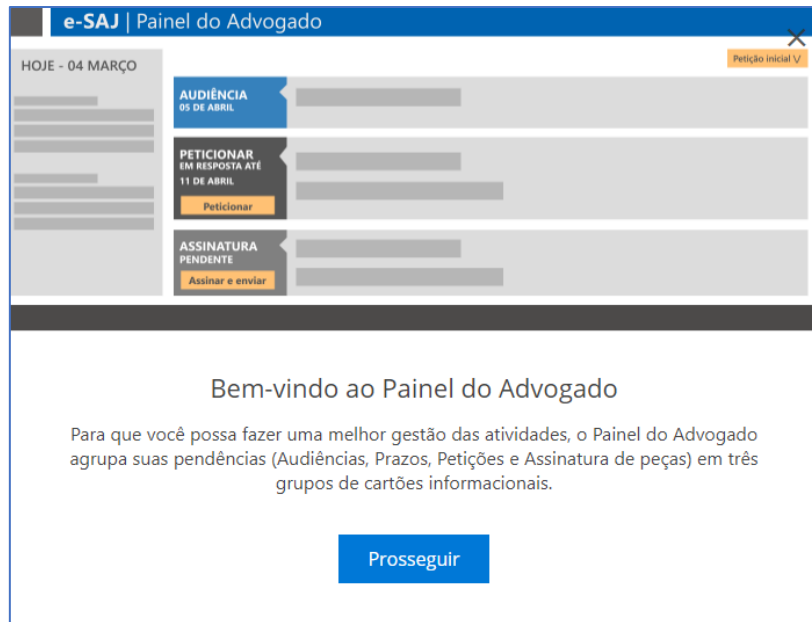 e-SAJ | Painel do Advogado
HOJE - 04 MARÇO
Petição inicial V
AUDIÊNCIA
05 DE ABRIL
PETICIONAR
EM RESPOSTA ATÉ
11 DE ABRIL
Peticionar
ASSINATURA
PENDENTE
Assinar e enviar
Bem-vindo ao Painel do Advogado
Para que você possa fazer uma melhor gestão das atividades, o Painel do Advogado
agrupa suas pendências (Audiências, Prazos, Petições e Assinatura de peças) em três
grupos de cartões informacionais.
Prosseguir